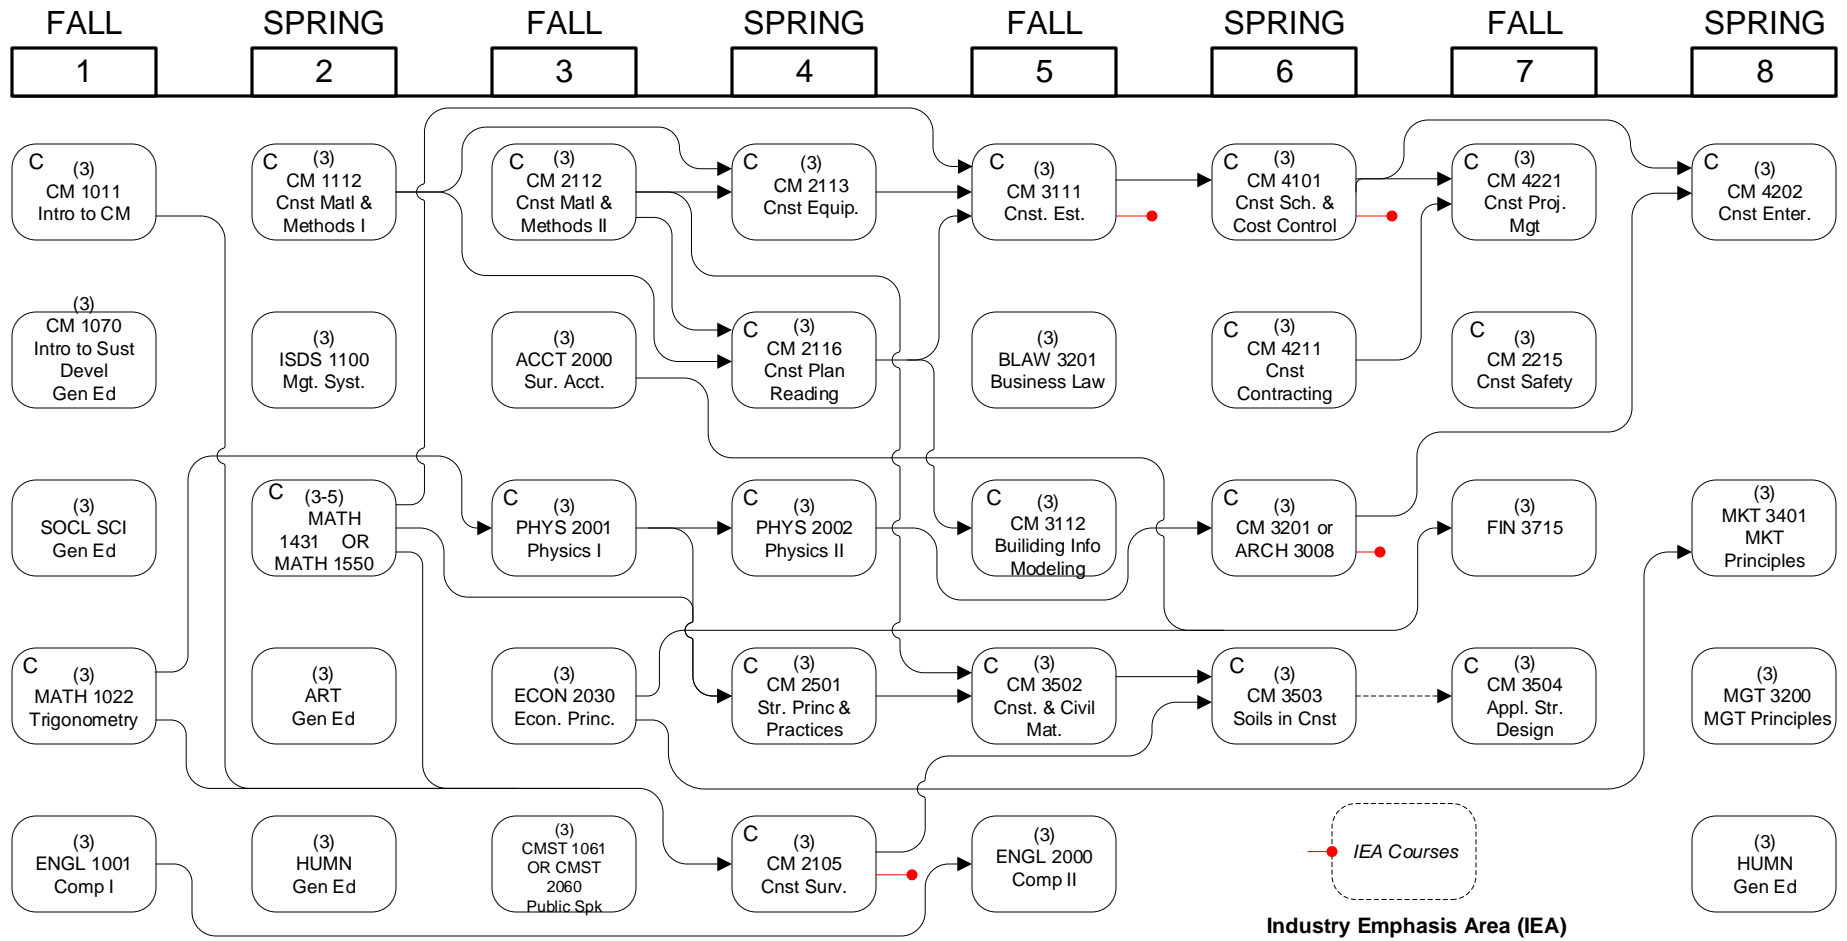 FALL
SPRING
FALL
SPRING
FALL
SPRING
FALL
SPRING
1
2
3
4
5
6
7
8
C (3)
CM 1011
Intro to CM
C (3)
CM 1112
Cnst Matl &
Methods I
C (3)
CM 2112
Cnst Matl &
Methods II
C (3)
CM 2113
Cnst Equip.
C (3)
CM 3111
Cnst. Est.
C (3)
CM 4101
Cnst Sch. &
Cost Control
C (3)
CM 4221
Cnst Proj.
Mgt
C (3)
CM 4202
Cnst Enter.
(3)
CM 1070
Intro to Sust
Devel
Gen Ed
(3)
ISDS 1100
Mgt. Syst.
(3)
ACCT 2000
Sur. Acct.
C (3)
CM 2116
Cnst Plan
Reading
(3)
BLAW 3201
Business Law
C (3)
CM 4211
Cnst
Contracting
C (3)
CM 2215
Cnst Safety
(3)
SOCL SCI
Gen Ed
C (3-5)
MATH
1431 OR
MATH 1550
C (3)
PHYS 2001
Physics I
C (3)
PHYS 2002
Physics II
C (3)
CM 3112
Builiding Info
Modeling
C (3)
CM 3201 or
ARCH 3008
(3)
FIN 3715
(3)
MKT 3401
MKT
Principles
C (3)
MATH 1022
Trigonometry
(3)
ART
Gen Ed
(3)
ECON 2030
Econ. Princ.
C (3)
CM 2501
Str. Princ &
Practices
C (3)
CM 3502
Cnst. & Civil
Mat.
C (3)
CM 3503
Soils in Cnst
C (3)
CM 3504
Appl. Str.
Design
(3)
MGT 3200
MGT Principles
(3)
ENGL 1001
Comp I
(3)
HUMN
Gen Ed
(3)
CMST 1061
OR CMST
2060
Public Spk
C (3)
CM 2105
Cnst Surv.
(3)
ENGL 2000
Comp II
IEA Courses
(3)
HUMN
Gen Ed
Industry Emphasis Area (IEA)